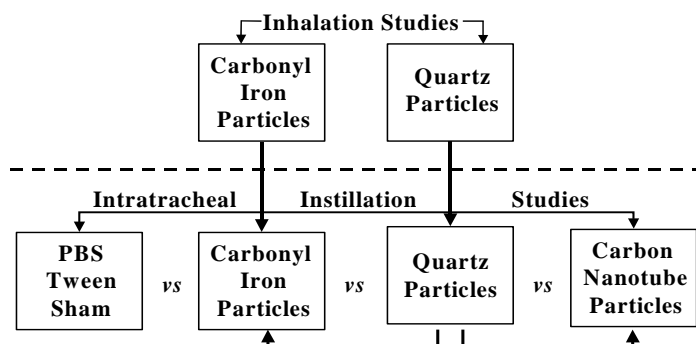 Inhalation Studies
Carbonyl
Iron
Particles
Quartz
Particles
Intratracheal Instillation Studies
PBS
Tween
Sham
vs
Carbonyl
Iron
Particles
vs
Quartz
Particles
vs
Carbon
Nanotube
Particles